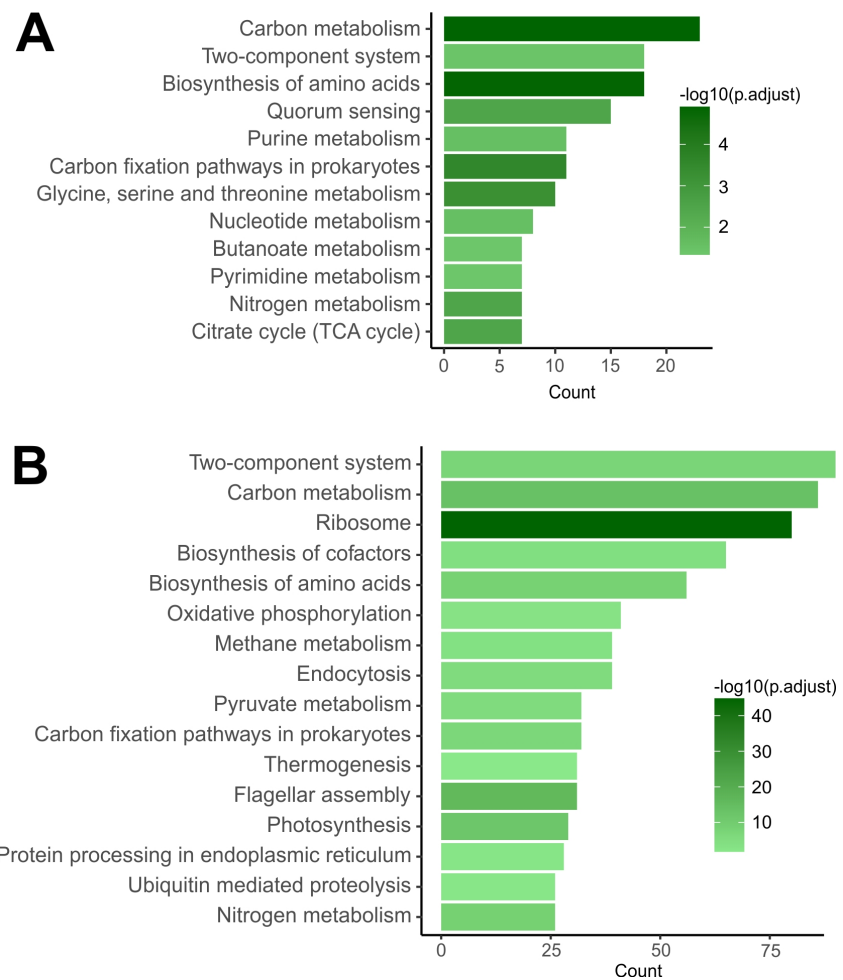 A
Carbon metabolism
Two-component system
Biosynthesis of amino acids
Quorum sensing
Purine metabolism
Carbon fixation pathways in prokaryotes
Glycine, serine and threonine metabolism
Nucleotide metabolism
Butanoate metabolism
Pyrimidine metabolism
Nitrogen metabolism
Citrate cycle (TCA cycle)
0 5 10 15 20
Count
-log10(p.adjust)
4
3
2
B
Two-component system
Carbon metabolism
Ribosome
Biosynthesis of cofactors
Biosynthesis of amino acids
Oxidative phosphorylation
Methane metabolism
Endocytosis
Pyruvate metabolism
Carbon fixation pathways in prokaryotes
Thermogenesis
Flagellar assembly
Photosynthesis
Protein processing in endoplasmic reticulum
Ubiquitin mediated proteolysis
Nitrogen metabolism
0 25 50 75
Count
-log10(p.adjust)
40
30
20
10